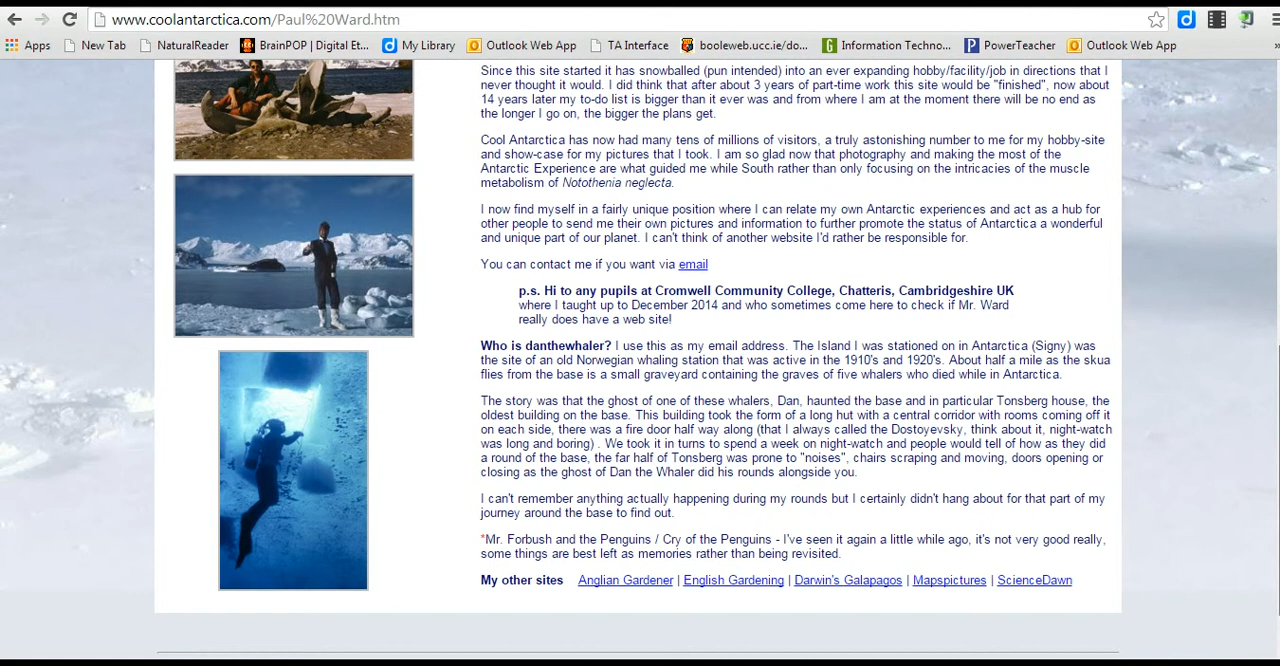 www.coolantarctica.com/Paul%20Ward.htm
Apps New Tab NaturalReader BrainPOP | Digital Et... My Library Outlook Web App TA Interface booleweb.ucc.ie/do... Information Techno... PowerTeacher Outlook Web App
Since this site started it has snowballed (pun intended) into an ever expanding hobby/facility/job in directions that I
never thought it would. I did think that after about 3 years of part-time work this site would be "finished", now about
14 years later my to-do list is bigger than it ever was and from where I am at the moment there will be no end as
the longer I go on, the bigger the plans get.
Cool Antarctica has now had many tens of millions of visitors, a truly astonishing number to me for my hobby-site
and show-case for my pictures that I took. I am so glad now that photography and making the most of the
Antarctic Experience are what guided me while South rather than only focusing on the intricacies of the muscle
metabolism of Notothenia neglecta.
I now find myself in a fairly unique position where I can relate my own Antarctic experiences and act as a hub for
other people to send me their own pictures and information to further promote the status of Antarctica a wonderful
and unique part of our planet. I can't think of another website I'd rather be responsible for.
You can contact me if you want via email
p.s. Hi to any pupils at Cromwell Community College, Chatteris, Cambridgeshire UK
where I taught up to December 2014 and who sometimes come here to check if Mr. Ward
really does have a web site!
Who is danthewhaler? I use this as my email address. The Island I was stationed on in Antarctica (Signy) was
the site of an old Norwegian whaling station that was active in the 1910's and 1920's. About half a mile as the skua
flies from the base is a small graveyard containing the graves of five whalers who died while in Antarctica.
The story was that the ghost of one of these whalers, Dan, haunted the base and in particular Tonsberg house, the
oldest building on the base. This building took the form of a long hut with a central corridor with rooms coming off it
on each side, there was a fire door half way along (that I always called the Dostoyevsky, think about it, night-watch
was long and boring) . We took it in turns to spend a week on night-watch and people would tell of how as they did
a round of the base, the far half of Tonsberg was prone to "noises", chairs scraping and moving, doors opening or
closing as the ghost of Dan the Whaler did his rounds alongside you.
I can't remember anything actually happening during my rounds but I certainly didn't hang about for that part of my
journey around the base to find out.
*Mr. Forbush and the Penguins / Cry of the Penguins - I've seen it again a little while ago, it's not very good really,
some things are best left as memories rather than being revisited.
My other sites Anglian Gardener | English Gardening | Darwin's Galapagos | Mapspictures | ScienceDawn